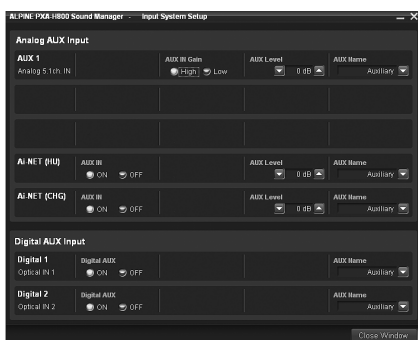 ALPINE PXA-H800 Sound Manager - Input System Setup
Analog AUX Input
AUX 1 AUX IN Gain AUX Level AUX Name
Analog 5.1ch. IN High Low 0 dB Auxiliary
Ai-NET (HU) AUX IN AUX Level AUX Name
ON OFF 0 dB Auxiliary
Ai-NET (CHG) AUX IN AUX Level AUX Name
ON OFF 0 dB Auxiliary
Digital AUX Input
Digital 1 Digital AUX AUX Name
Optical IN 1 ON OFF Auxiliary
Digital 2 Digital AUX AUX Name
Optical IN 2 ON OFF Auxiliary
Close Window